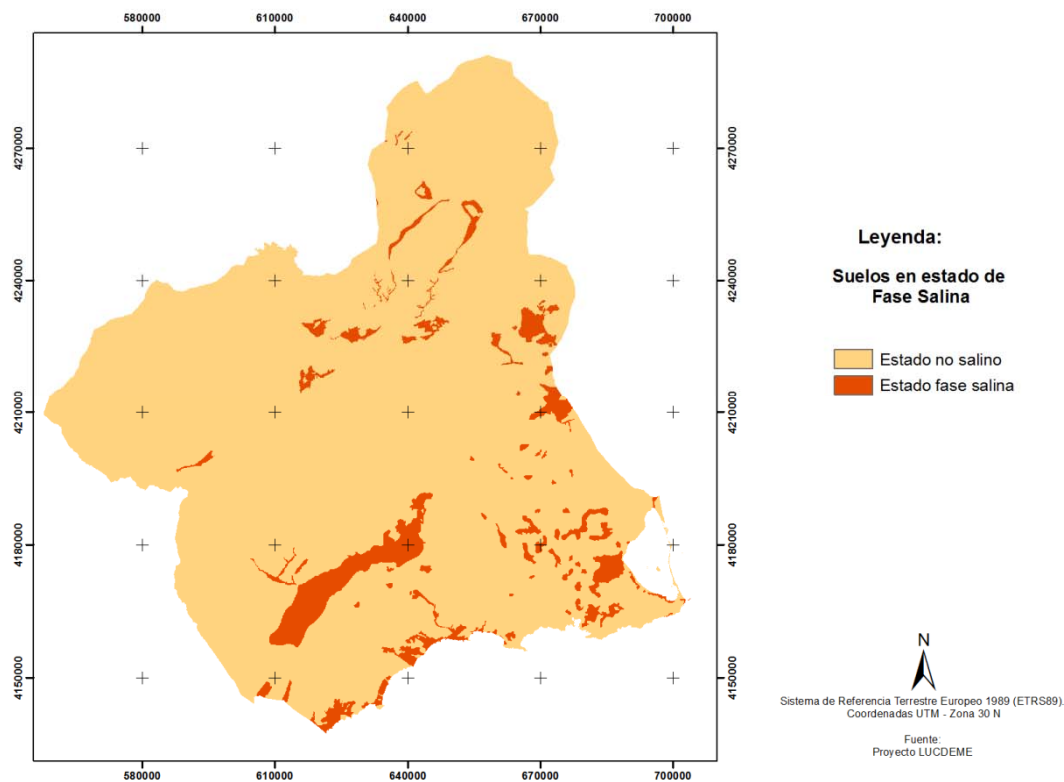 580000 610000 640000 670000 700000
4270000 4270000
4240000 4240000
4210000 4210000
4180000 4180000
4150000 4150000
580000 610000 640000 670000 700000
Leyenda:
Suelos en estado de
Fase Salina
Estado no salino
Estado fase salina
N
Sistema de Referencia Terrestre Europeo 1989 (ETRS89).
Coordenadas UTM - Zona 30 N
Fuente:
Proyecto LUCDEME